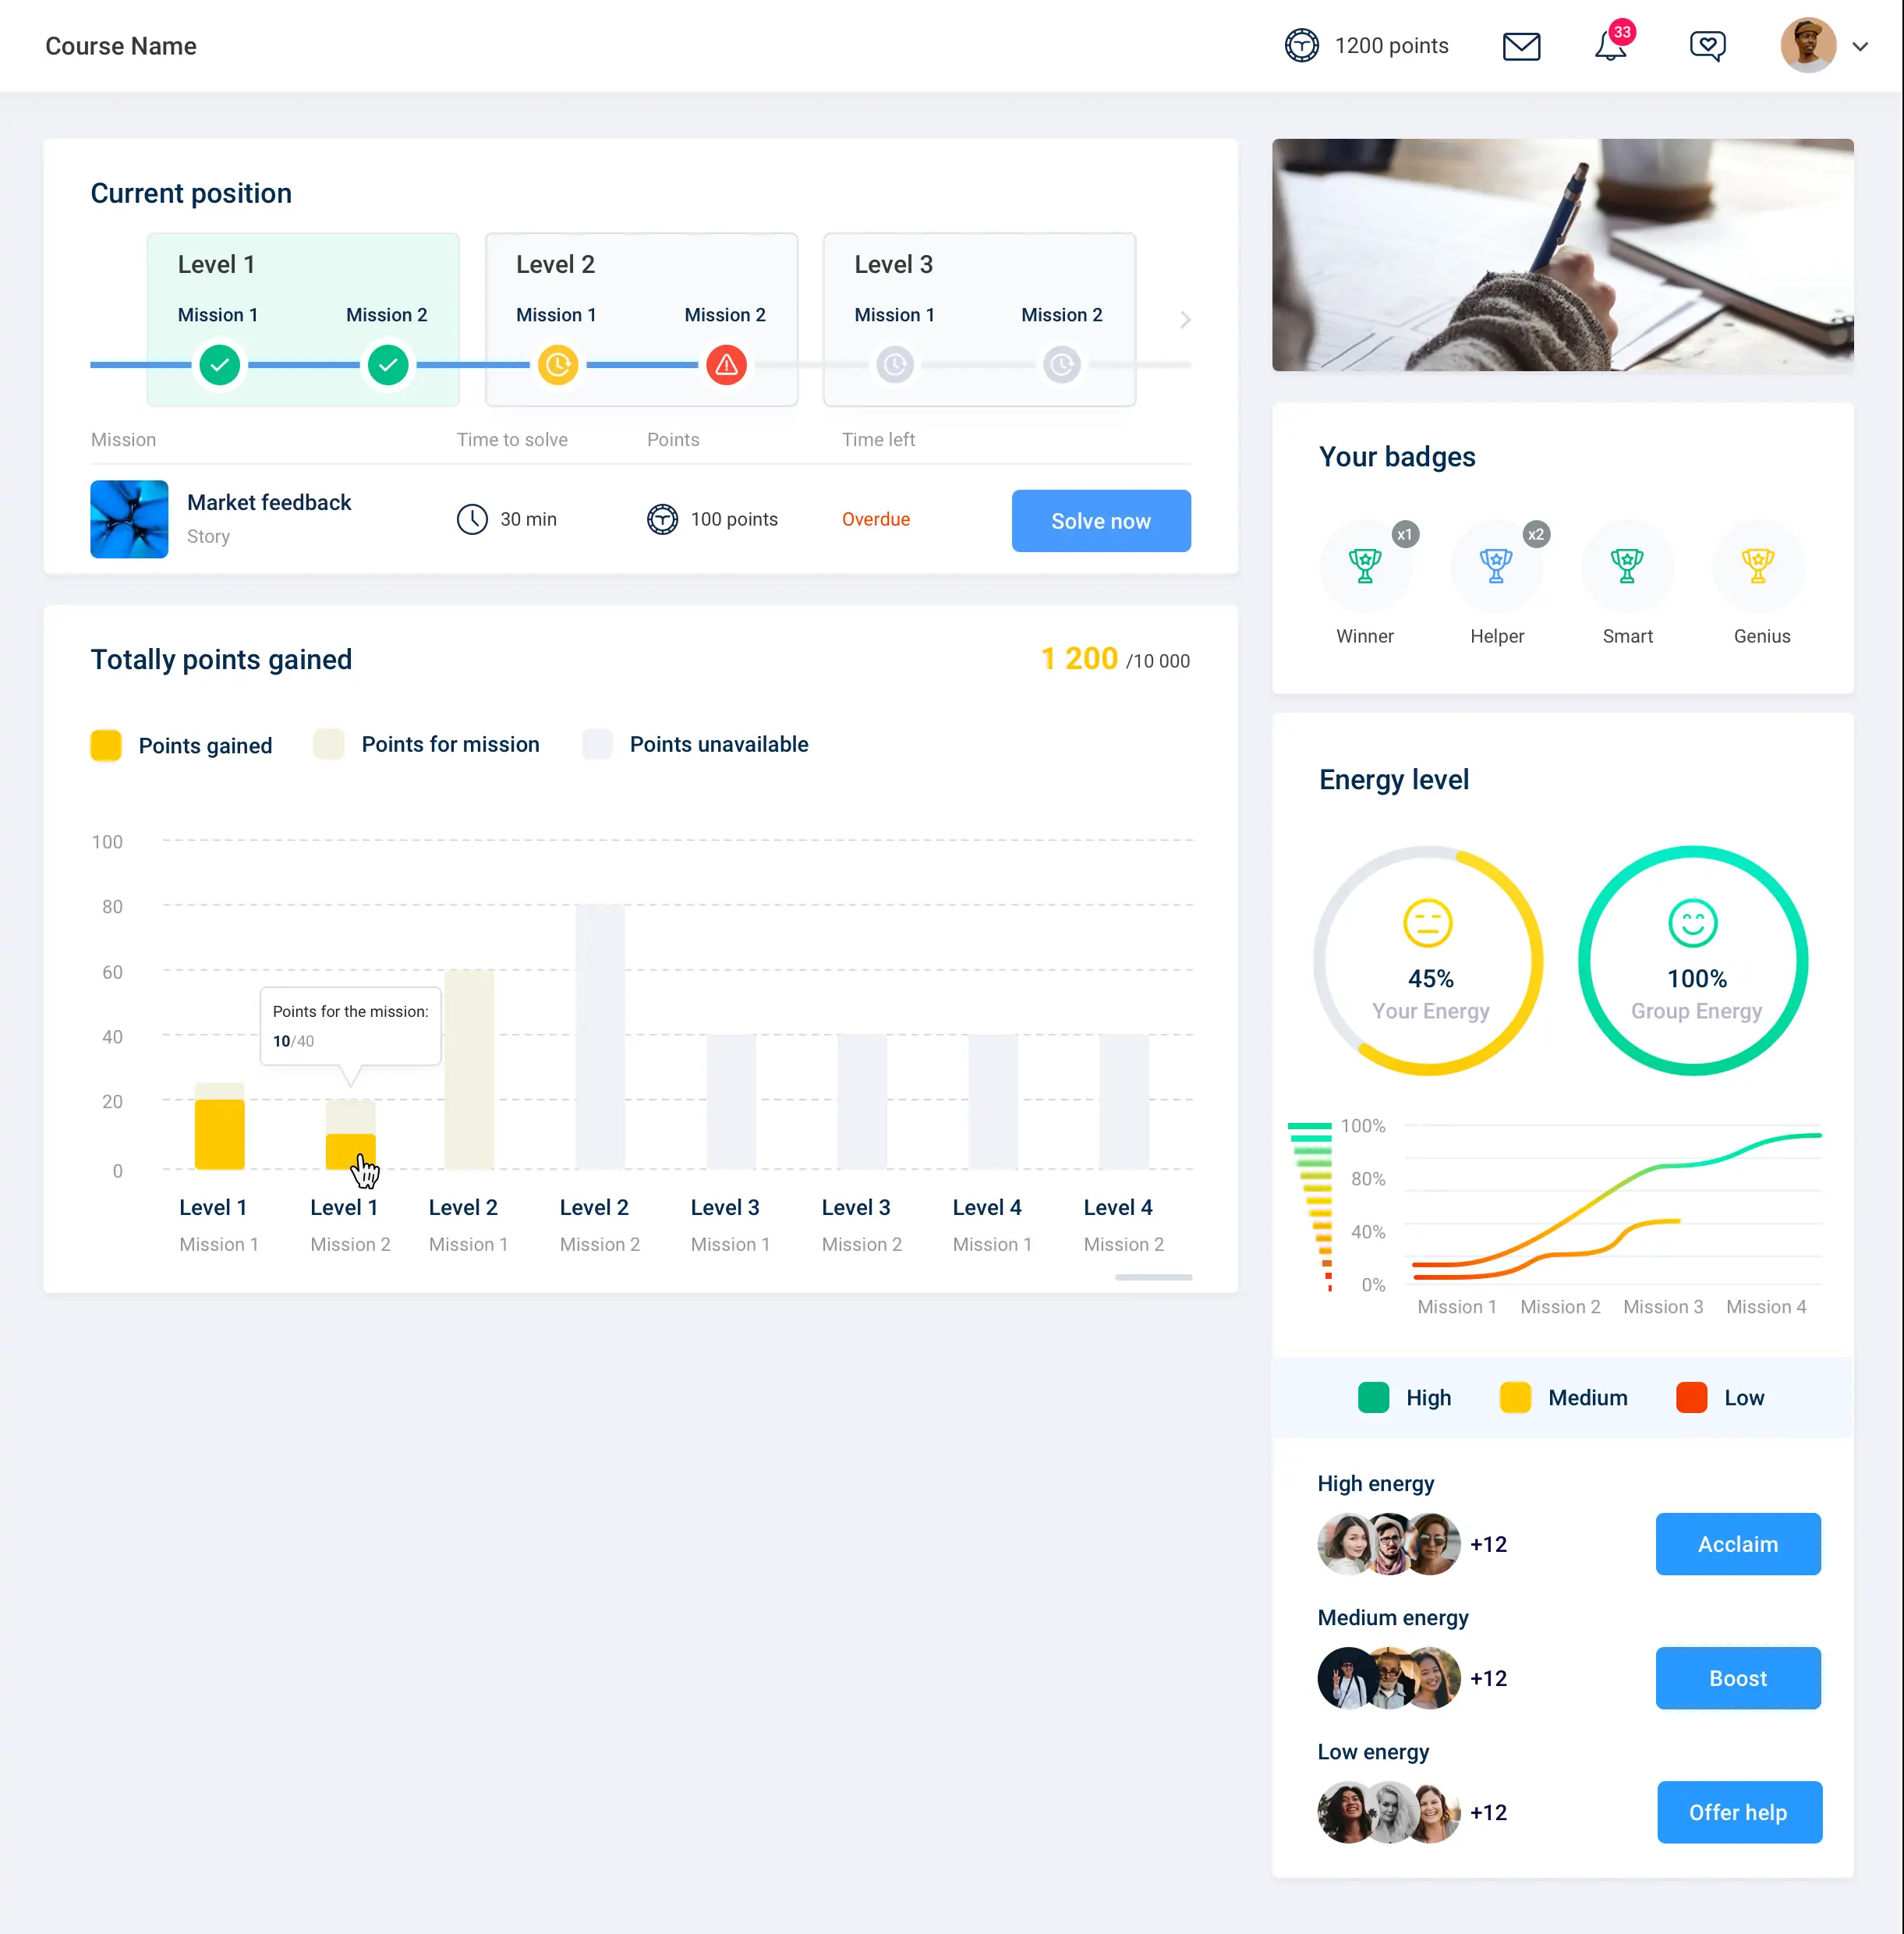 Course Name
1200 points
33
Current position
Level 1
Level 2
Level 3
Mission 1
Mission 2
Mission 1
Mission 2
Mission 1
Mission 2
Mission
Time to solve
Points
Time left
Market feedback
Story
30 min
100 points
Overdue
Solve now
Totally points gained
1 200 /10 000
Points gained
Points for mission
Points unavailable
100
80
60
40
20
0
Points for the mission:
10/40
Level 1
Mission 1
Level 1
Mission 2
Level 2
Mission 1
Level 2
Mission 2
Level 3
Mission 1
Level 3
Mission 2
Level 4
Mission 1
Level 4
Mission 2
Your badges
x1
x2
Winner
Helper
Smart
Genius
Energy level
45%
Your Energy
100%
Group Energy
100%
80%
40%
0%
Mission 1
Mission 2
Mission 3
Mission 4
High
Medium
Low
High energy
+12
Acclaim
Medium energy
+12
Boost
Low energy
+12
Offer help